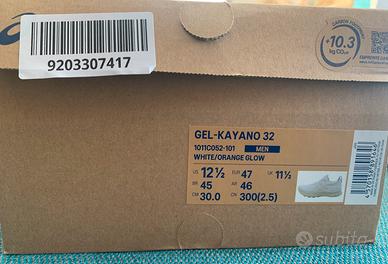 9203307417
CARBON FOOTPRINT
+10.3
kg CO₂e
GEL-KAYANO 32
1011C052-101 MEN
WHITE/ORANGE GLOW
US 12½ EUR 47 UK 11½
BR 45 AR 46
CM 30.0 CN 300(2.5)
subito